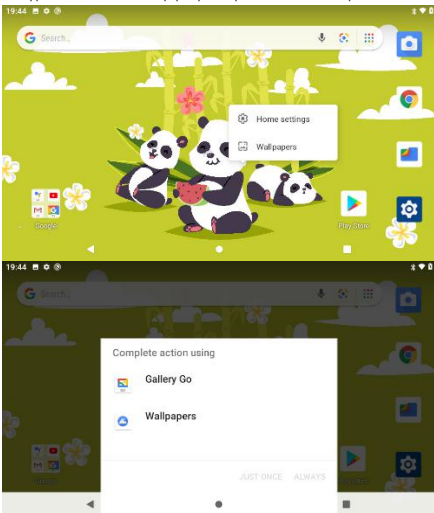 19:44
Search...
Home settings
Wallpapers
Google
Play Store
19:44
Search...
Complete action using
Gallery Go
Wallpapers
JUST ONCE ALWAYS